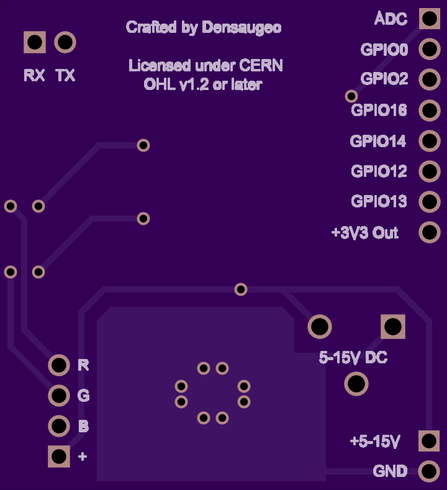 Crafted by Densaugeo
Licensed under CERN
OHL v1.2 or later
RX TX
ADC
GPIO0
GPIO2
GPIO16
GPIO14
GPIO12
GPIO13
+3V3 Out
5-15V DC
R
G
B
+
+5-15V
GND